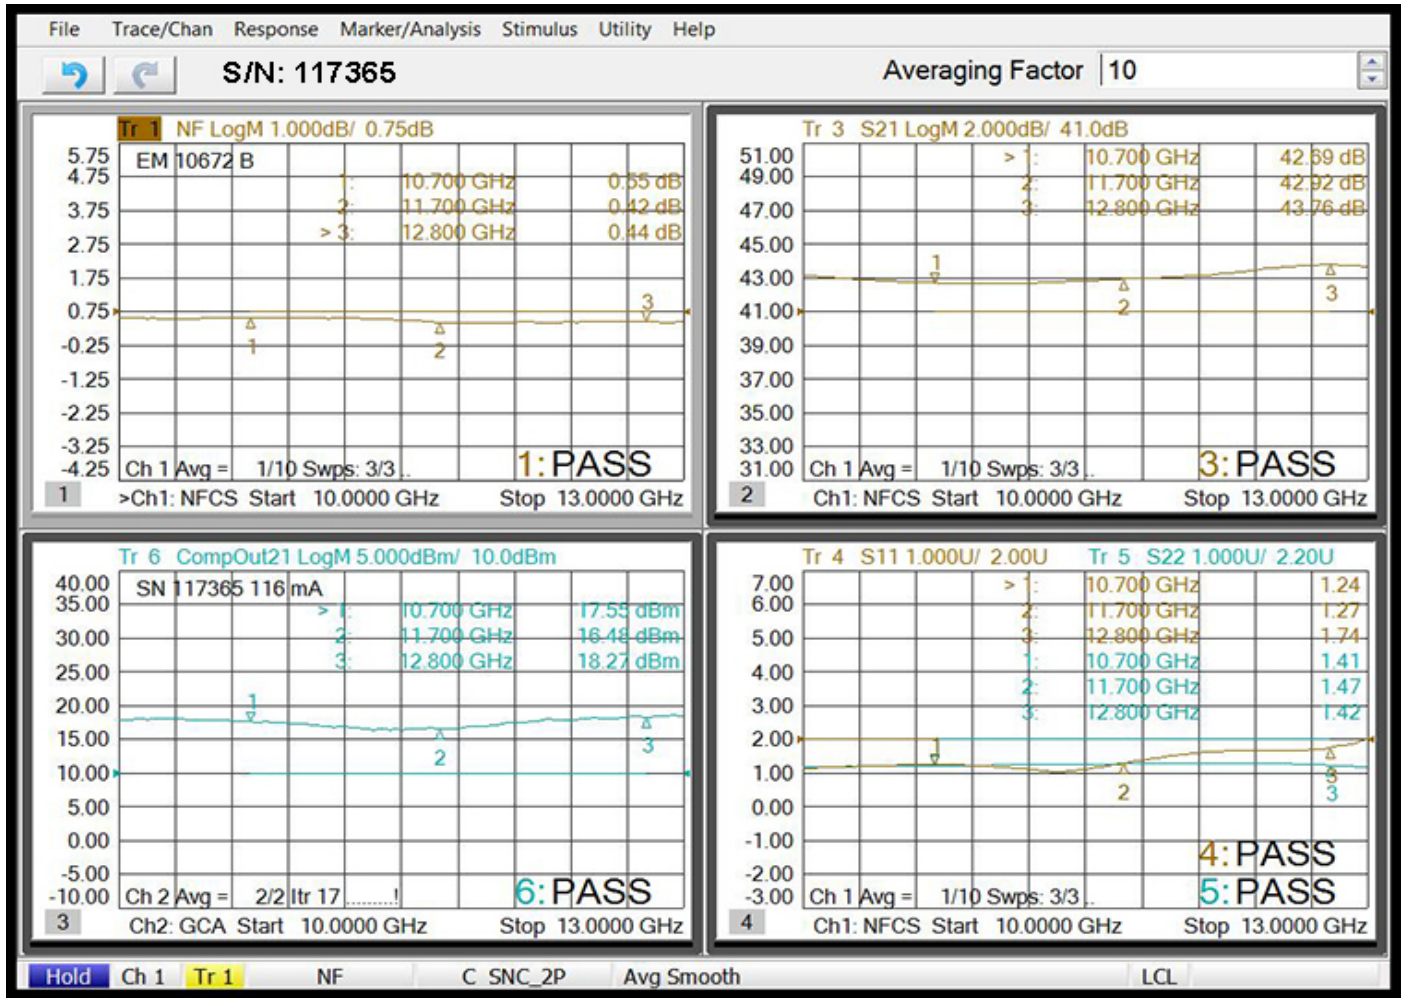 File Trace/Chan Response Marker/Analysis Stimulus Utility Help
S/N: 117365 Averaging Factor 10
Tr 1 NF LogM 1.000dB/ 0.75dB
5.75 EM 10672 B
4.75 1: 10.700 GHz 0.55 dB
3.75 2: 11.700 GHz 0.42 dB
2.75 > 3: 12.800 GHz 0.44 dB
1.75
0.75 3
-0.25 1 2
-1.25
-2.25
-3.25 1: PASS
-4.25 Ch 1 Avg = 1/10 Swps: 3/3 ..
1 >Ch1: NFCS Start 10.0000 GHz Stop 13.0000 GHz
Tr 3 S21 LogM 2.000dB/ 41.0dB
51.00 > 1: 10.700 GHz 42.69 dB
49.00 2: 11.700 GHz 42.92 dB
47.00 3: 12.800 GHz 43.76 dB
45.00
43.00 1
41.00 2 3
39.00
37.00
35.00
33.00 3: PASS
31.00 Ch 1 Avg = 1/10 Swps: 3/3 ..
2 Ch1: NFCS Start 10.0000 GHz Stop 13.0000 GHz
Tr 6 CompOut21 LogM 5.000dBm/ 10.0dBm
40.00 SN 117365 116 mA
35.00 > 1: 10.700 GHz 17.55 dBm
30.00 2: 11.700 GHz 16.48 dBm
25.00 3: 12.800 GHz 18.27 dBm
20.00 1
15.00 2 3
10.00
5.00
0.00
-5.00 6: PASS
-10.00 Ch 2 Avg = 2/2 Itr 17 .........!
3 Ch2: GCA Start 10.0000 GHz Stop 13.0000 GHz
Tr 4 S11 1.000U/ 2.00U Tr 5 S22 1.000U/ 2.20U
7.00 > 1: 10.700 GHz 1.24
6.00 2: 11.700 GHz 1.27
5.00 3: 12.800 GHz 1.74
4.00 1: 10.700 GHz 1.41
2: 11.700 GHz 1.47
3.00 3: 12.800 GHz 1.42
2.00 1
1.00 2 3
0.00 3
-1.00 4: PASS
-2.00 5: PASS
-3.00 Ch 1 Avg = 1/10 Swps: 3/3 ..
4 Ch1: NFCS Start 10.0000 GHz Stop 13.0000 GHz
Hold Ch 1 Tr 1 NF C SNC_2P Avg Smooth LCL